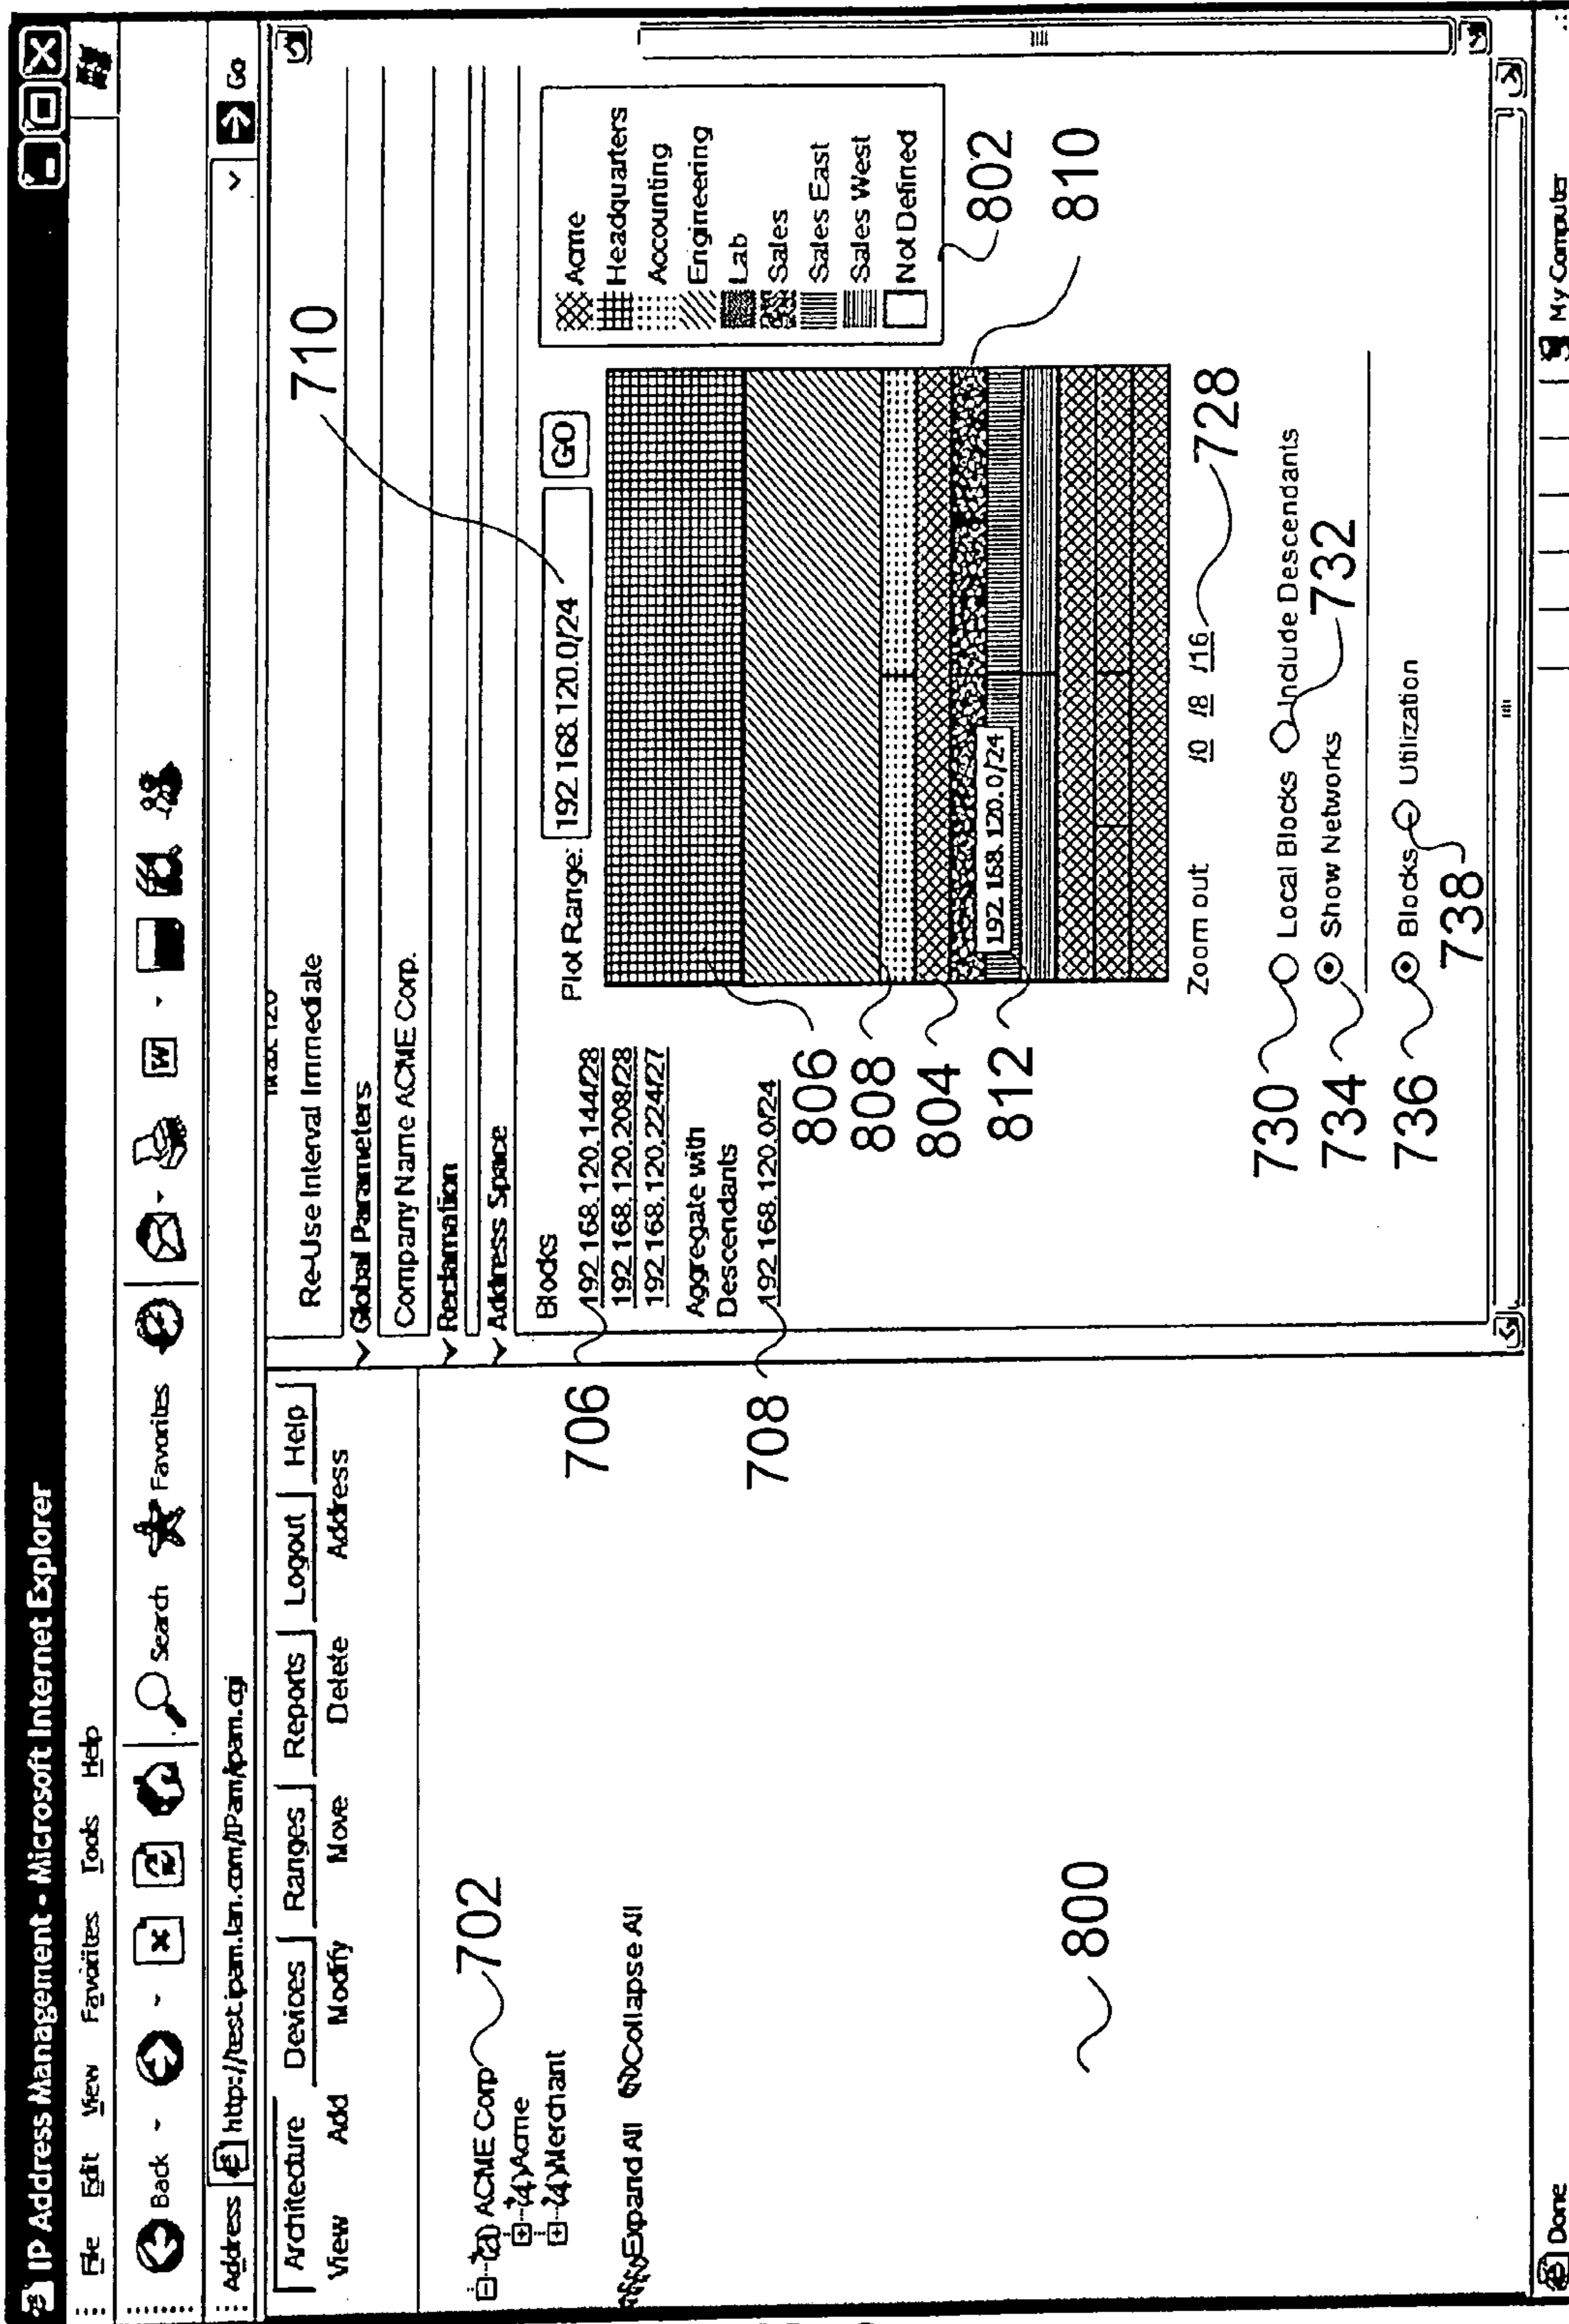 IP Address Management - Microsoft Internet Explorer
File Edit View Favorites Tools Help
Back Search Favorites
Address http://test.ipam.lan.com/IPam/ipam.cgi Go
Architecture Devices Ranges Reports Logout Help
View Add Modify Move Delete Address
702
ACME Corp
(4) Acme
(4) Merchant
Expand All Collapse All
800
Re-Use Interval Immediate
Global Parameters
Company Name ACME Corp.
Reclamation
Address Space
710
Blocks
706
192.168.120.144/28
192.168.120.208/28
192.168.120.224/27
Aggregate with
Descendants
708
192.168.120.0/24
Plot Range: 192.168.120.0/24 GO
192.168.120.0/24
806
808
804
812
Acme
Headquarters
Accounting
Engineering
Lab
Sales
Sales East
Sales West
Not Defined
802
810
Zoom out: /0 /8 /16
728
730
Local Blocks Include Descendants
732
734
Show Networks
736
Blocks Utilization
738
Done My Computer